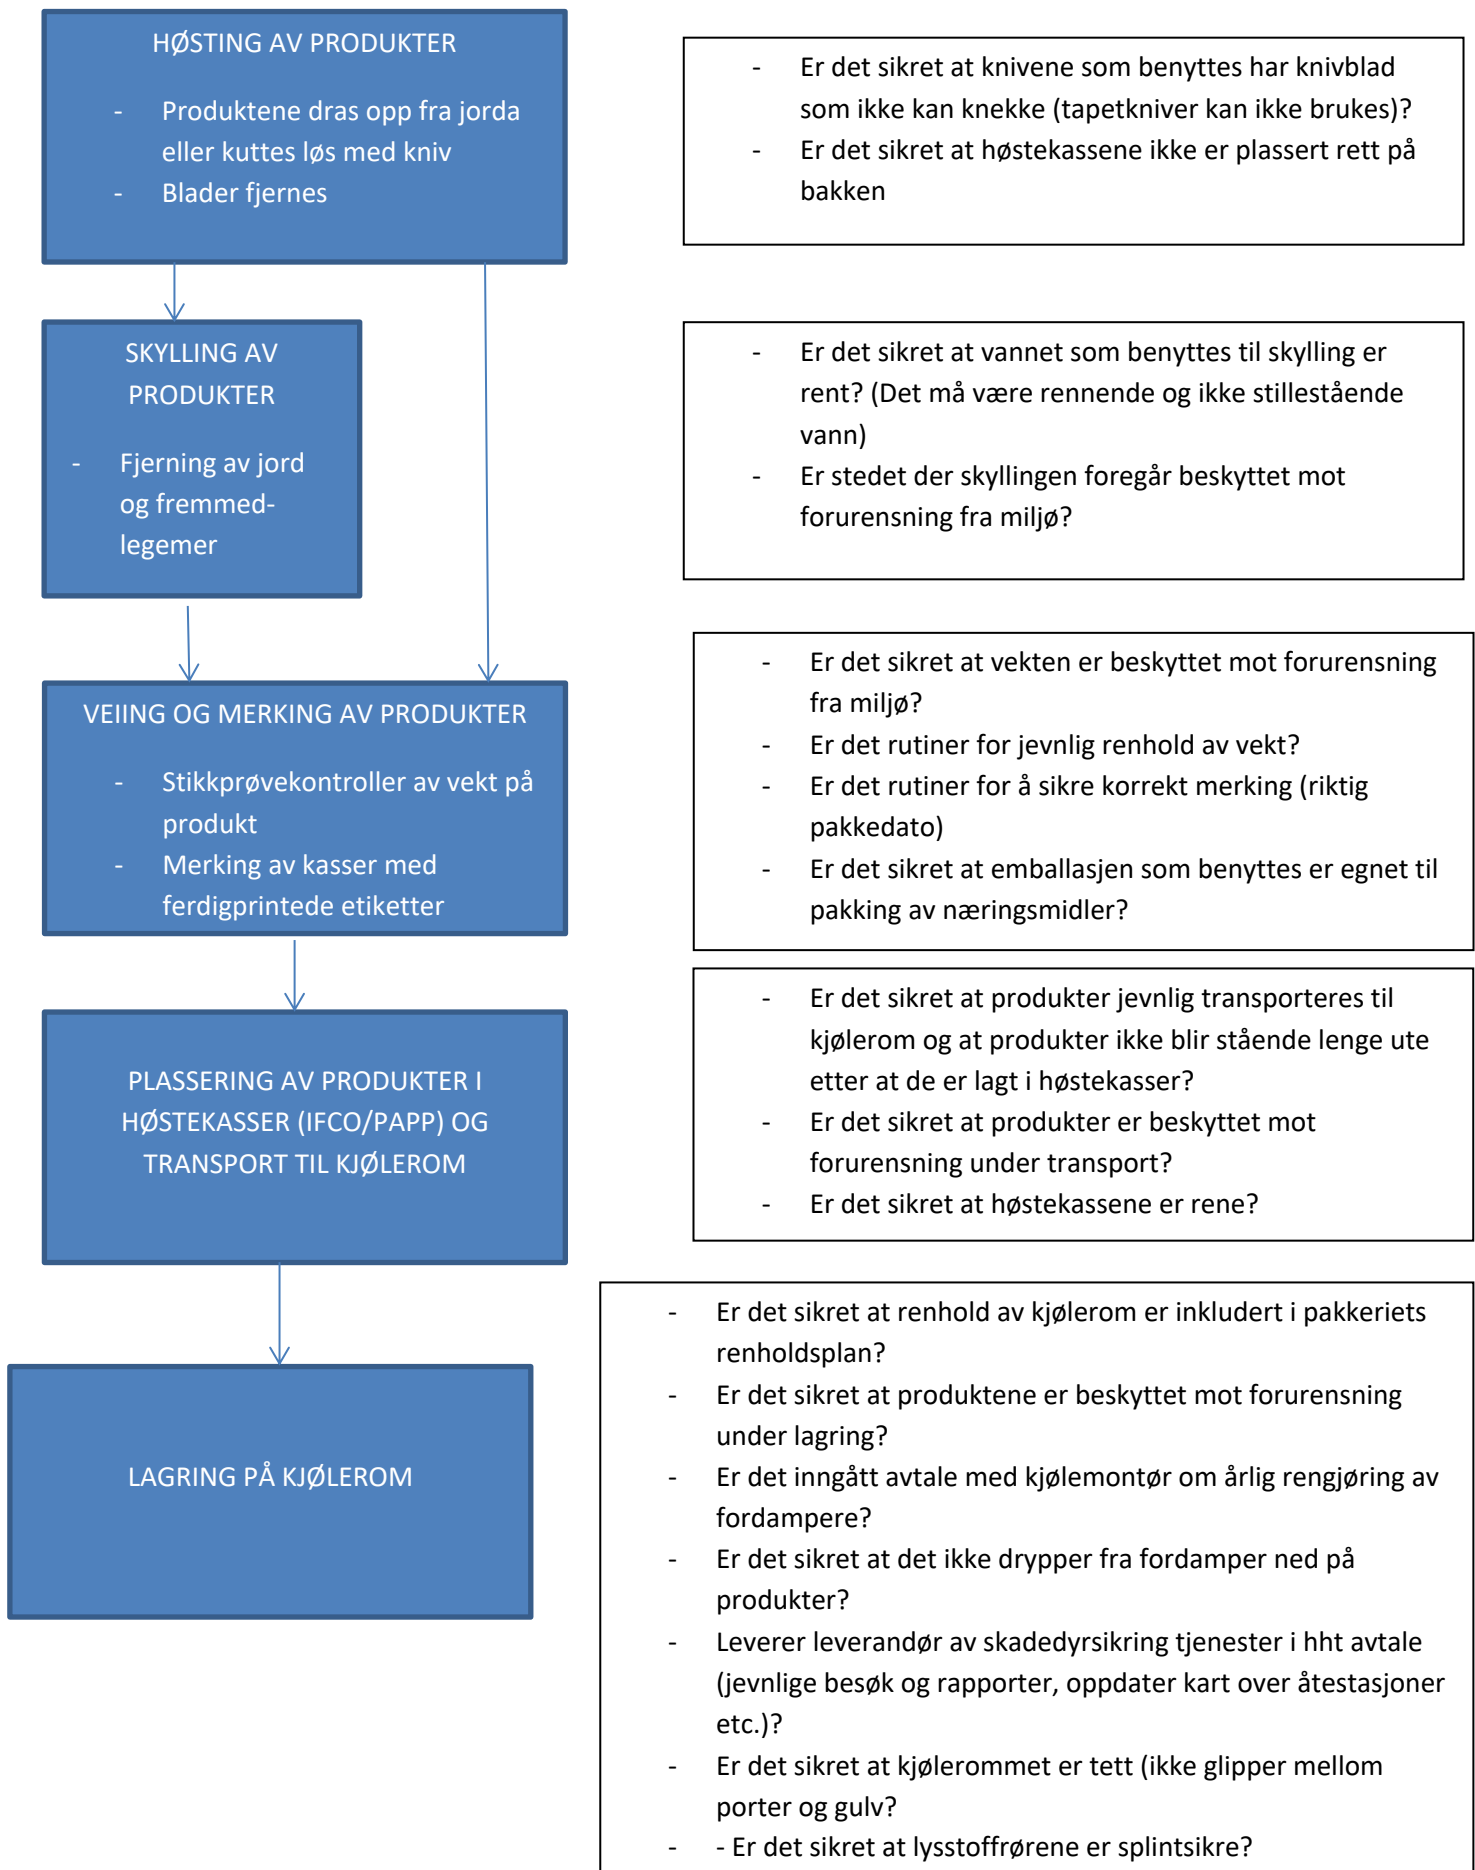 HØSTING AV PRODUKTER
- Produktene dras opp fra jorda
eller kuttes løs med kniv
- Blader fjernes
- Er det sikret at knivene som benyttes har knivblad
som ikke kan knekke (tapetkniver kan ikke brukes)?
- Er det sikret at høstekassene ikke er plassert rett på
bakken
SKYLLING AV
PRODUKTER
- Fjerning av jord
og fremmed-
legemer
- Er det sikret at vannet som benyttes til skylling er
rent? (Det må være rennende og ikke stillestående
vann)
- Er stedet der skyllingen foregår beskyttet mot
forurensning fra miljø?
VEIING OG MERKING AV PRODUKTER
- Stikkprøvekontroller av vekt på
produkt
- Merking av kasser med
ferdigprintede etiketter
- Er det sikret at vekten er beskyttet mot forurensning
fra miljø?
- Er det rutiner for jevnlig renhold av vekt?
- Er det rutiner for å sikre korrekt merking (riktig
pakkedato)
- Er det sikret at emballasjen som benyttes er egnet til
pakking av næringsmidler?
PLASSERING AV PRODUKTER I
HØSTEKASSER (IFCO/PAPP) OG
TRANSPORT TIL KJØLEROM
- Er det sikret at produkter jevnlig transporteres til
kjølerom og at produkter ikke blir stående lenge ute
etter at de er lagt i høstekasser?
- Er det sikret at produkter er beskyttet mot
forurensning under transport?
- Er det sikret at høstekassene er rene?
LAGRING PÅ KJØLEROM
- Er det sikret at renhold av kjølerom er inkludert i pakkeriets
renholdsplan?
- Er det sikret at produktene er beskyttet mot forurensning
under lagring?
- Er det inngått avtale med kjølemontør om årlig rengjøring av
fordampere?
- Er det sikret at det ikke drypper fra fordamper ned på
produkter?
- Leverer leverandør av skadedyrsikring tjenester i hht avtale
(jevnlige besøk og rapporter, oppdater kart over åtestasjoner
etc.)?
- Er det sikret at kjølerommet er tett (ikke glipper mellom
porter og gulv?
- - Er det sikret at lysstoffrørene er splintsikre?